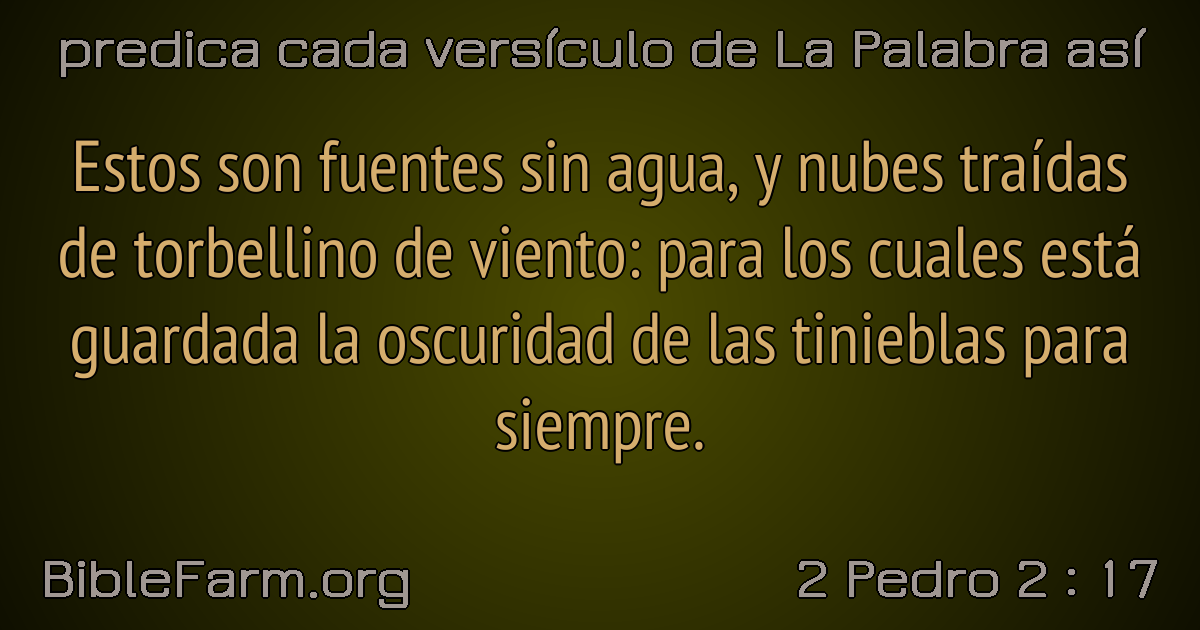 predica cada versículo de La Palabra así
Estos son fuentes sin agua, y nubes traídas
de torbellino de viento: para los cuales está
guardada la oscuridad de las tinieblas para
siempre.
BibleFarm.org
2 Pedro 2 : 17